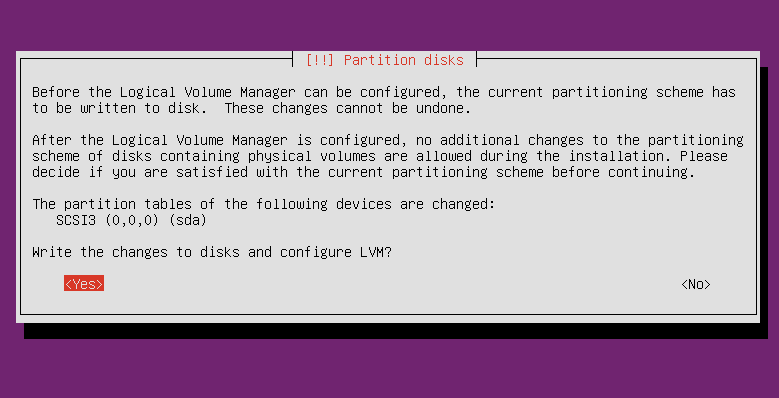 [!!] Partition disks
Before the Logical Volume Manager can be configured, the current partitioning scheme has
to be written to disk.  These changes cannot be undone.
After the Logical Volume Manager is configured, no additional changes to the partitioning
scheme of disks containing physical volumes are allowed during the installation. Please
decide if you are satisfied with the current partitioning scheme before continuing.
The partition tables of the following devices are changed:
SCSI3 (0,0,0) (sda)
Write the changes to disks and configure LVM?
<Yes> <No>